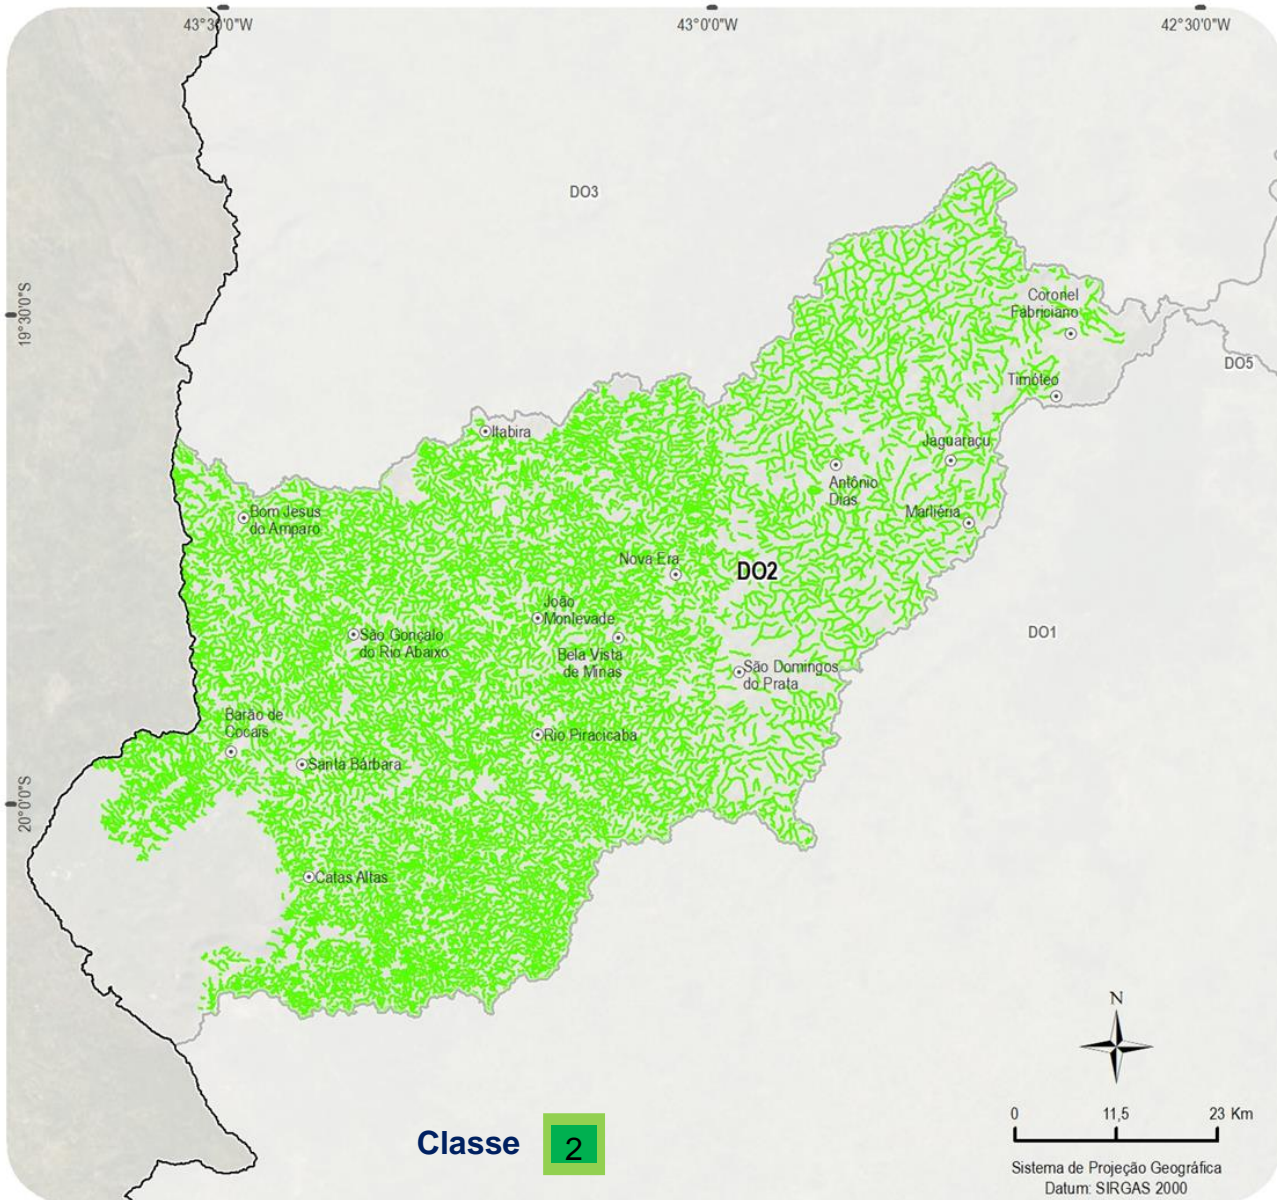 43°30'0"W
43°0'0"W
42°30'0"W
DO3
19°30'0"S
Coronel
Fabriciano
DO5
Timóteo
Itabira
Jaguaraçu
Antônio
Dias
Bom Jesus
do Amparo
Marliéria
Nova Era
DO2
João
Monlevade
DO1
São Gonçalo
do Rio Abaixo
Bela Vista
de Minas
São Domingos
do Prata
Barão de
Cocais
Rio Piracicaba
Santa Bárbara
20°0'0"S
Catas Altas
N
0 11,5 23 Km
Classe 2
Sistema de Projeção Geográfica
Datum: SIRGAS 2000